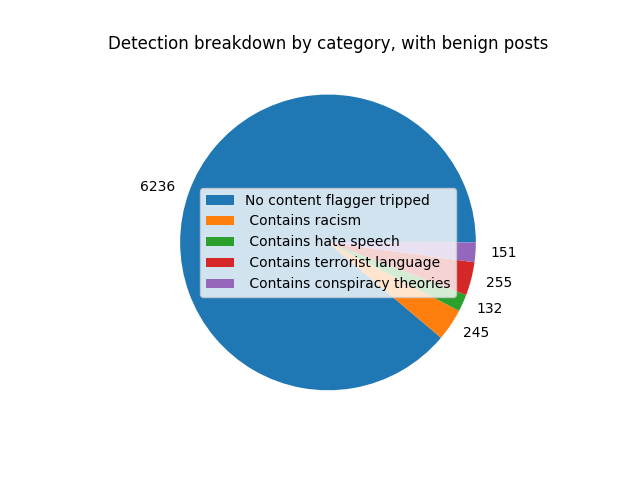 Detection breakdown by category, with benign posts
6236
No content flagger tripped
Contains racism
Contains hate speech
Contains terrorist language
Contains conspiracy theories
151
255
132
245